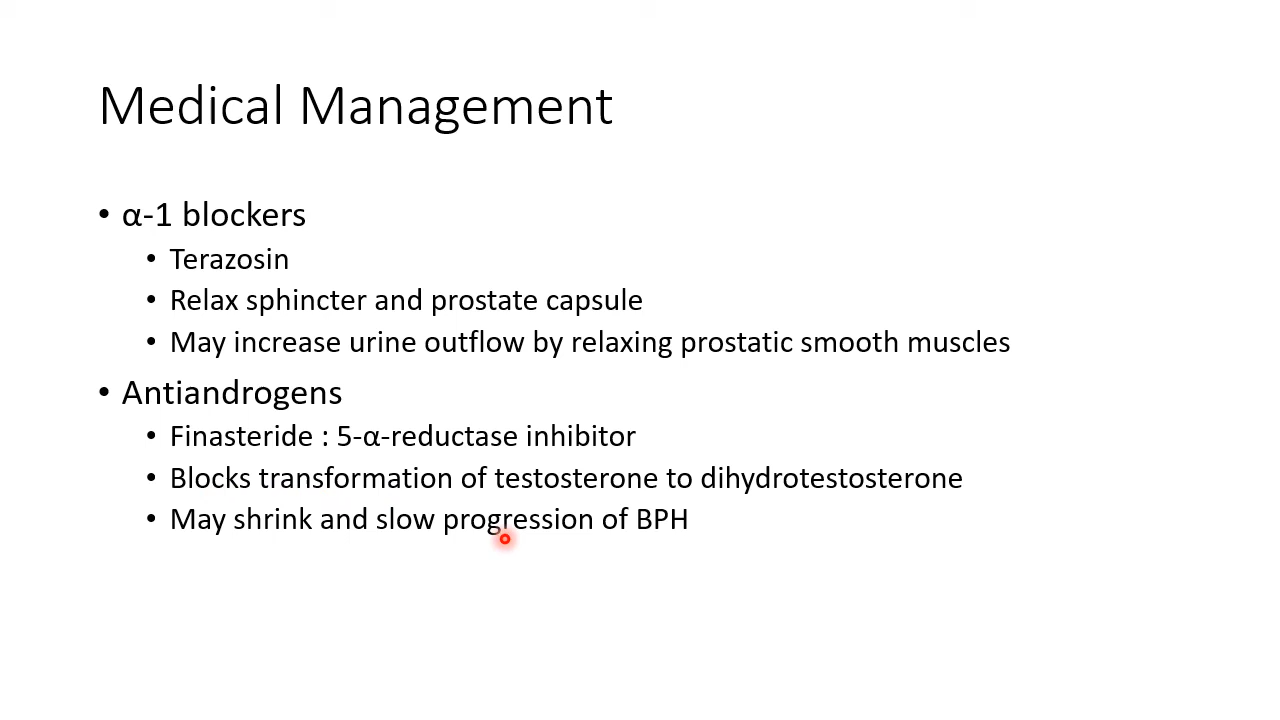 Medical Management
• α-1 blockers
• Terazosin
• Relax sphincter and prostate capsule
• May increase urine outflow by relaxing prostatic smooth muscles
• Antiandrogens
• Finasteride : 5-α-reductase inhibitor
• Blocks transformation of testosterone to dihydrotestosterone
• May shrink and slow progression of BPH